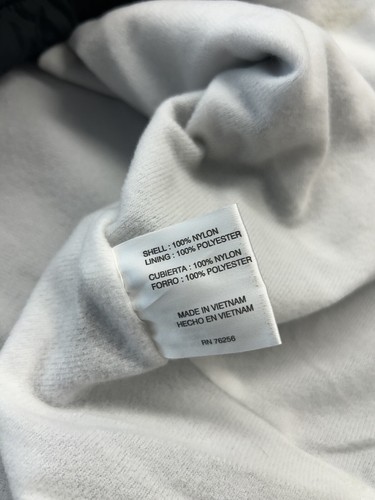 SHELL : 100% NYLON
LINING : 100% POLYESTER
CUBIERTA : 100% NYLON
FORRO : 100% POLYESTER
MADE IN VIETNAM
HECHO EN VIETNAM
RN 76256